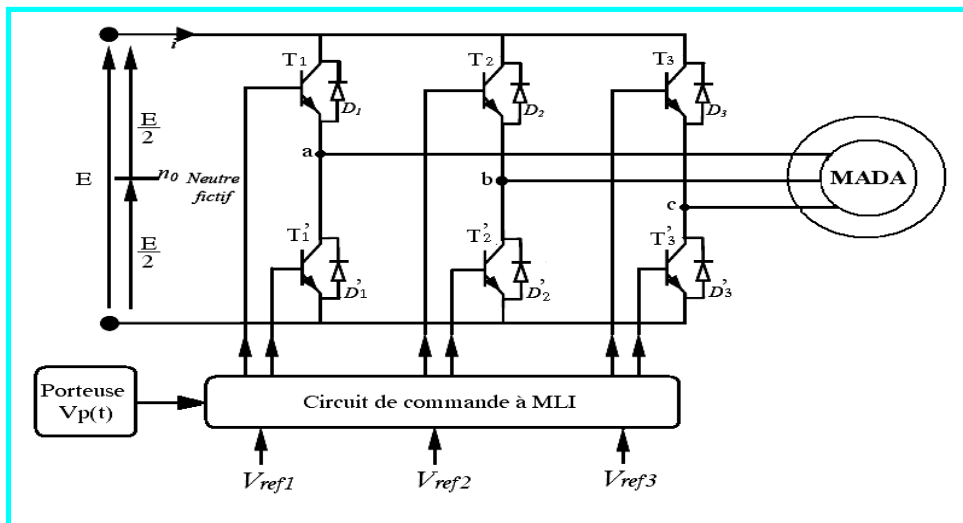 i
T1
D1
T2
D2
T3
D3
E/2
E
n0 Neutre
fictif
E/2
a
b
c
MADA
T'1
D'1
T'2
D'2
T'3
D'3
Porteuse
Vp(t)
Circuit de commande à MLI
Vref1
Vref2
Vref3